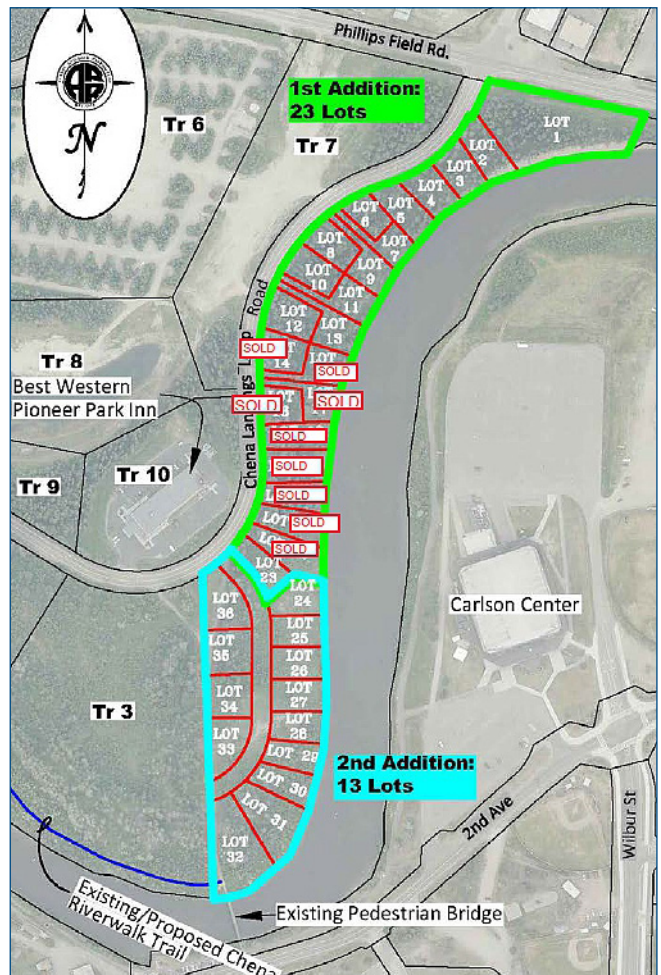 Phillips Field Rd.
1st Addition:
23 Lots
N
Tr 6
Tr 7
LOT
1
LOT
2
LOT
3
LOT
4
LOT
5
LOT
6
LOT
7
LOT
8
LOT
9
LOT
10
LOT
11
LOT
12
LOT
13
Chena Landings Loop Road
SOLD
14
LOT
SOLD
SOLD
SOLD
SOLD
SOLD
SOLD
LOT
SOLD
LOT
SOLD
LOT
23
Tr 8
Best Western
Pioneer Park Inn
Tr 9
Tr 10
Carlson Center
LOT
24
LOT
25
LOT
26
LOT
27
LOT
28
LOT 29
LOT 30
LOT 31
LOT
32
LOT
33
LOT
34
LOT
35
LOT
36
Tr 3
2nd Addition:
13 Lots
2nd Ave
Wilbur St
Existing/Proposed Chena
Riverwalk Trail
Existing Pedestrian Bridge